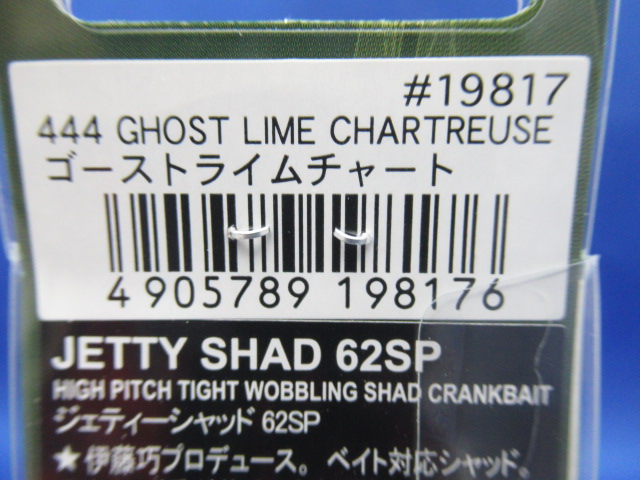 #19817
444 GHOST LIME CHARTREUSE
ゴーストライムチャート
4 905789 198176
JETTY SHAD 62SP
HIGH PITCH TIGHT WOBBLING SHAD CRANKBAIT
ジェティーシャッド 62SP
★伊藤巧プロデュース。ベイト対応シャッド。